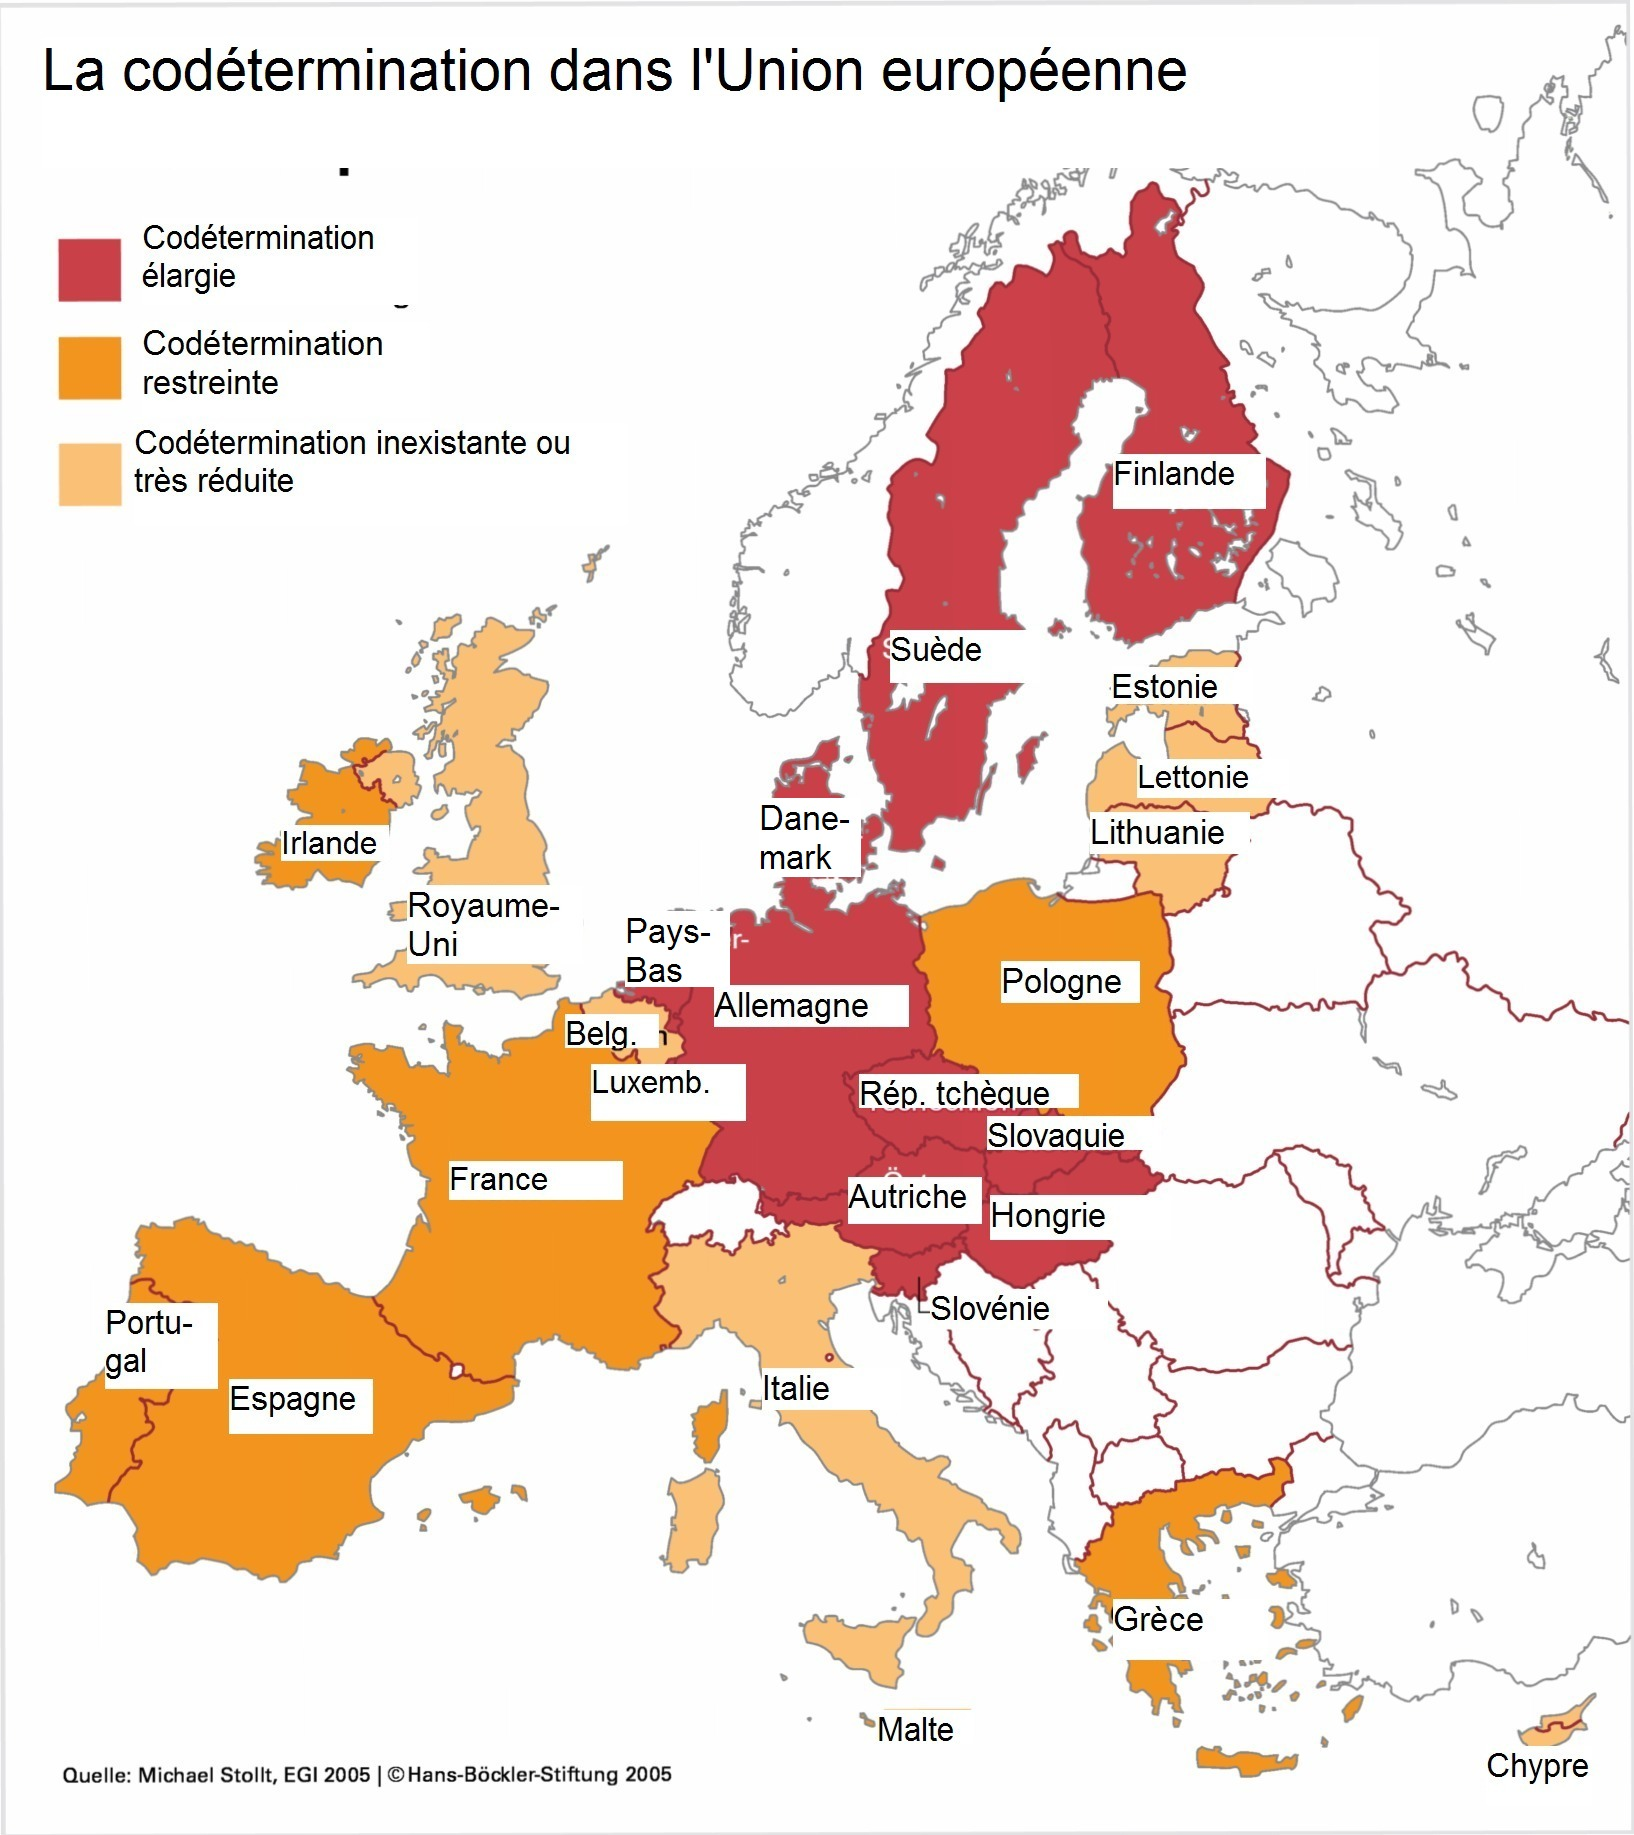 La codétermination dans l'Union européenne
Codétermination
élargie
Codétermination
restreinte
Codétermination inexistante ou
très réduite
Finlande
Suède
Estonie
Lettonie
Lithuanie
Dane-
mark
Irlande
Royaume-
Uni
Pays-
Bas
Allemagne
Pologne
Belg.
Luxemb.
Rép. tchèque
Slovaquie
Autriche
Hongrie
France
Slovénie
Portu-
gal
Espagne
Italie
Grèce
Malte
Chypre
Quelle: Michael Stollt, EGI 2005 | © Hans-Böckler-Stiftung 2005